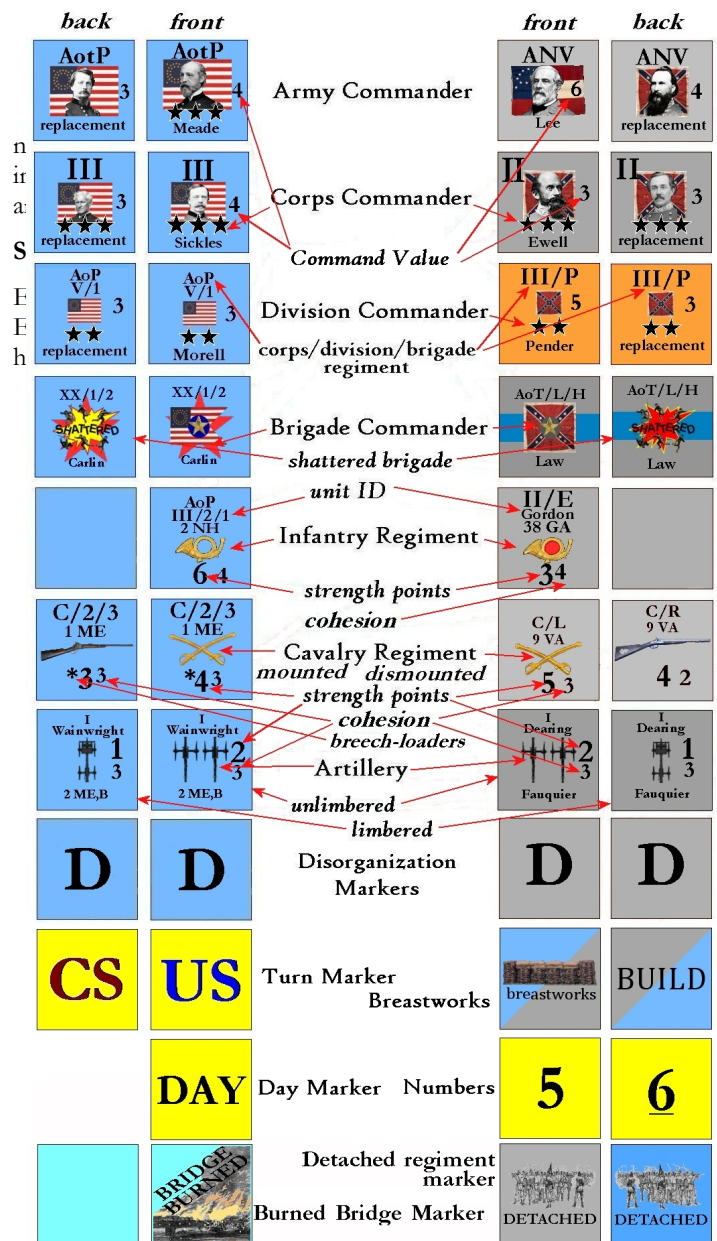 back front front back
AotP AotP ANV ANV
3 4 Army Commander 6 4
replacement Meade Lee replacement
n
in
a
III III II II
3 4 Corps Commander 3 3
replacement Sickles Ewell replacement
S
Command Value
AoP AoP III/P III/P
V/1 V/1
E
3 3 Division Commander 5 3
E
replacement Morell corps/division/brigade Pender replacement
h
regiment
XX/1/2 XX/1/2 AoT/L/H AoT/L/H
SHATTERED Brigade Commander SHATTERED
Carlin Carlin shattered brigade Law Law
AoP unit ID II/E
III/2/1 Gordon
2 NH 38 GA
Infantry Regiment
6 4 strength points 3 4
cohesion
C/2/3 C/2/3 C/L C/R
1 ME 1 ME 9 VA 9 VA
Cavalry Regiment
*3 3 *4 3 mounted dismounted 5 3 4 2
strength points
I I cohesion I I
Wainwright Wainwright breech-loaders Dearing Dearing
1 2 2 1
3 3 Artillery 3 3
2 ME,B 2 ME,B unlimbered Fauquier Fauquier
limbered
D D Disorganization D D
Markers
CS US Turn Marker
Breastworks breastworks BUILD
DAY Day Marker Numbers 5 6
BRIDGE Detached regiment
BURNED marker
Burned Bridge Marker DETACHED DETACHED